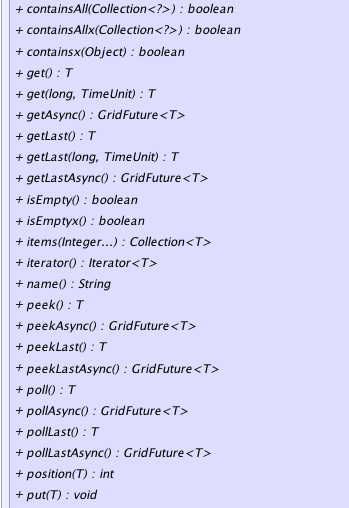 + containsAll(Collection<?>) : boolean
+ containsAllx(Collection<?>) : boolean
+ containsx(Object) : boolean
+ get() : T
+ get(long, TimeUnit) : T
+ getAsync() : GridFuture<T>
+ getLast() : T
+ getLast(long, TimeUnit) : T
+ getLastAsync() : GridFuture<T>
+ isEmpty() : boolean
+ isEmptyx() : boolean
+ items(Integer...) : Collection<T>
+ iterator() : Iterator<T>
+ name() : String
+ peek() : T
+ peekAsync() : GridFuture<T>
+ peekLast() : T
+ peekLastAsync() : GridFuture<T>
+ poll() : T
+ pollAsync() : GridFuture<T>
+ pollLast() : T
+ pollLastAsync() : GridFuture<T>
+ position(T) : int
+ put(T) : void